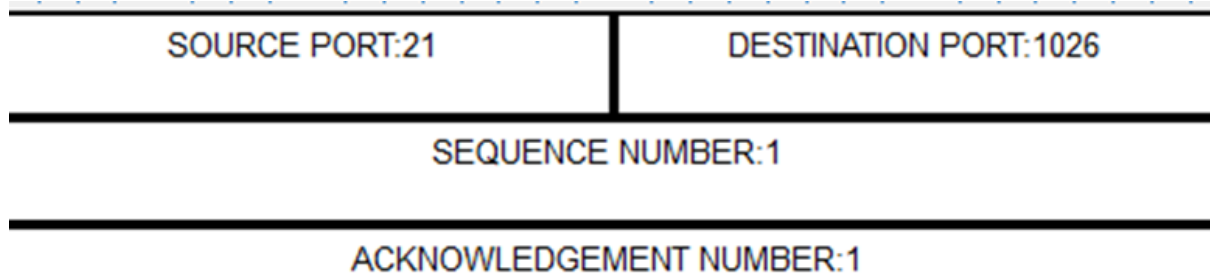 SOURCE PORT:21 DESTINATION PORT:1026
SEQUENCE NUMBER:1
ACKNOWLEDGEMENT NUMBER:1